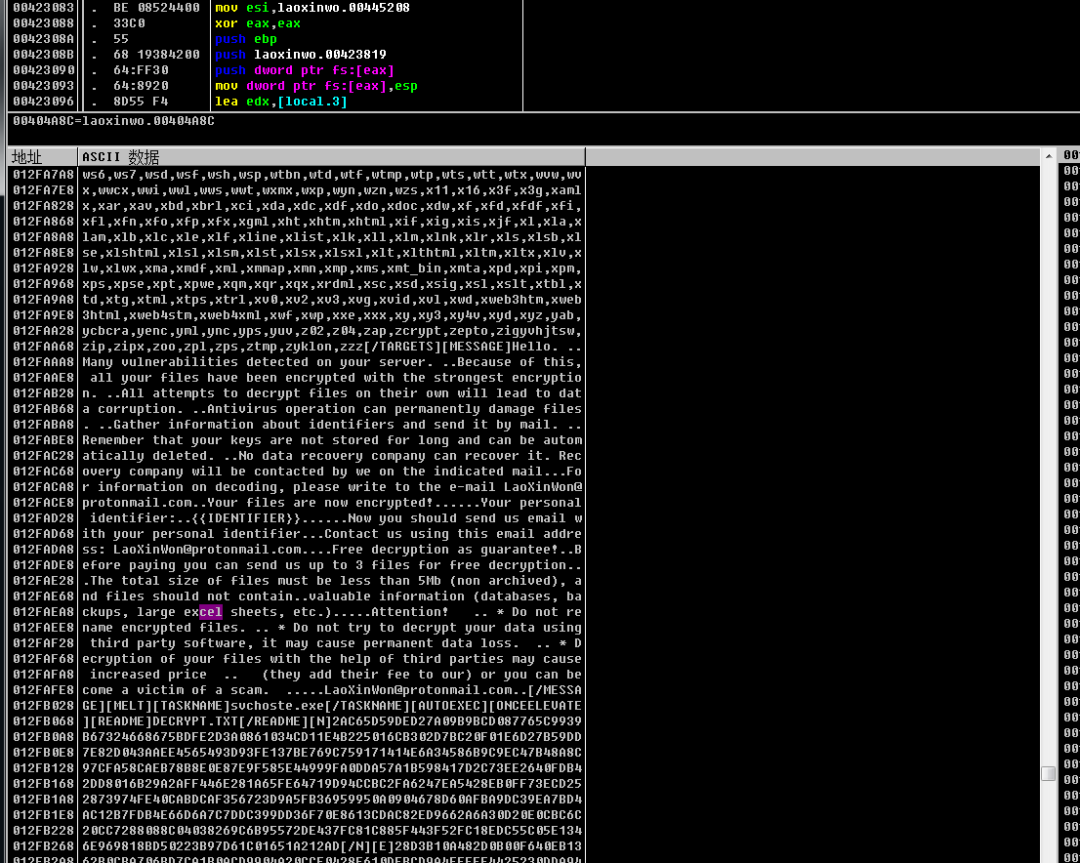 00423083 . BE 08524400 mov esi,laoxinwo.00445208
00423088 . 33C0 xor eax,eax
0042308A . 55 push ebp
0042308B . 68 19384200 push laoxinwo.00423819
00423090 . 64:FF30 push dword ptr fs:[eax]
00423093 . 64:8920 mov dword ptr fs:[eax],esp
00423096 . 8D55 F4 lea edx,[local.3]
00404A8C=laoxinwo.00404A8C
地址 ASCII 数据
012FA7A8 ws6,ws7,wsd,wsf,wsh,wsp,wtbn,wtd,wtf,wtmp,wtp,wts,wtt,wtx,wvw,wv
012FA7E8 x,wwcx,wwi,wwl,wws,wwt,wxmx,wxp,wyn,wzn,wzs,x11,x16,x3f,x3g,xaml
012FA828 x,xar,xav,xbd,xbrl,xci,xda,xdc,xdf,xdo,xdoc,xdw,xf,xfd,xfdf,xfi,
012FA868 xfl,xfn,xfo,xfp,xfx,xgml,xht,xhtm,xhtml,xif,xig,xis,xjf,xl,xla,x
012FA8A8 lam,xlb,xlc,xle,xlf,xline,xlist,xlk,xll,xlm,xlnk,xlr,xls,xlsb,xl
012FA8E8 se,xlshtml,xlsl,xlsm,xlst,xlsx,xlsxl,xlt,xlthtml,xltm,xltx,xlv,x
012FA928 lw,xlwx,xma,xmdf,xml,xmmap,xmn,xmp,xms,xmt_bin,xmta,xpd,xpi,xpm,
012FA968 xps,xpse,xpt,xpwe,xqm,xqr,xqx,xrdml,xsc,xsd,xsig,xsl,xslt,xtbl,x
012FA9A8 td,xtg,xtml,xtps,xtrl,xv0,xv2,xv3,xvg,xvid,xvl,xwd,xweb3htm,xweb
012FA9E8 3html,xweb4stm,xweb4xml,xwf,xwp,xxe,xxx,xy,xy3,xy4v,xyd,xyz,yab,
012FAA28 ycbcra,yenc,yml,ync,yps,yuv,z02,z04,zap,zcrypt,zepto,zigyvhjtsw,
012FAA68 zip,zipx,zoo,zpl,zps,ztmp,zyklon,zzz[/TARGETS][MESSAGE]Hello. ..
012FAAA8 Many vulnerabilities detected on your server. ..Because of this,
012FAAE8 all your files have been encrypted with the strongest encryptio
012FAB28 n. ..All attempts to decrypt files on their own will lead to dat
012FAB68 a corruption. ..Antivirus operation can permanently damage files
012FABA8 . ..Gather information about identifiers and send it by mail. ..
012FABE8 Remember that your keys are not stored for long and can be autom
012FAC28 atically deleted. ..No data recovery company can recover it. Rec
012FAC68 overy company will be contacted by we on the indicated mail...Fo
012FACA8 r information on decoding, please write to the e-mail LaoXinWon@
012FACE8 protonmail.com..Your files are now encrypted!......Your personal
012FAD28 identifier:..{{IDENTIFIER}}......Now you should send us email w
012FAD68 ith your personal identifier...Contact us using this email addre
012FADA8 ss: LaoXinWon@protonmail.com....Free decryption as guarantee!..B
012FADE8 efore paying you can send us up to 3 files for free decryption..
012FAE28 .The total size of files must be less than 5Mb (non archived), a
012FAE68 nd files should not contain..valuable information (databases, ba
012FAEA8 ckups, large excel sheets, etc.).....Attention! .. * Do not re
012FAEE8 name encrypted files. .. * Do not try to decrypt your data using
012FAF28 third party software, it may cause permanent data loss. .. * D
012FAF68 ecryption of your files with the help of third parties may cause
012FAFA8 increased price .. (they add their fee to our) or you can be
012FAFE8 come a victim of a scam. .....LaoXinWon@protonmail.com..[/MESSA
012FB028 GE][MELT][TASKNAME]svchoste.exe[/TASKNAME][AUTOEXEC][ONCEELEVATE
012FB068 ][README]DECRYPT.TXT[/README][N]2AC65D59DED27A09B9BCD087765C9939
012FB0A8 B67324668675BDFE2D3A0861034CD11E4B225016CB302D7BC20F01E6D27B59DD
012FB0E8 7E82D043AAEE4565493D93FE137BE769C759171414E6A34586B9C9EC47B48A8C
012FB128 97CFA58CAEB78B8E0E87E9F585E44999FA0DDA57A1B598417D2C73EE2640FDB4
012FB168 2DD8016B29A2AFF446E281A65FE64719D94CCBC2FA6247EA5428EB0FF73ECD25
012FB1A8 2873974FE40CABDCAF356723D9A5FB36959950A0904678D60AFBA9DC39EA7BD4
012FB1E8 AC12B7FDB4E66D6A7C7DDC399DD36F70E8613CDAC82ED9662A6A30D20E0CBC6C
012FB228 20CC7288088C04038269C6B95572DE437FC81C885F443F52FC18EDC55C05E134
012FB268 6E969818BD50223B97D61C01651A212AD[/N][E]28D3B10A482D0B00F640EB13